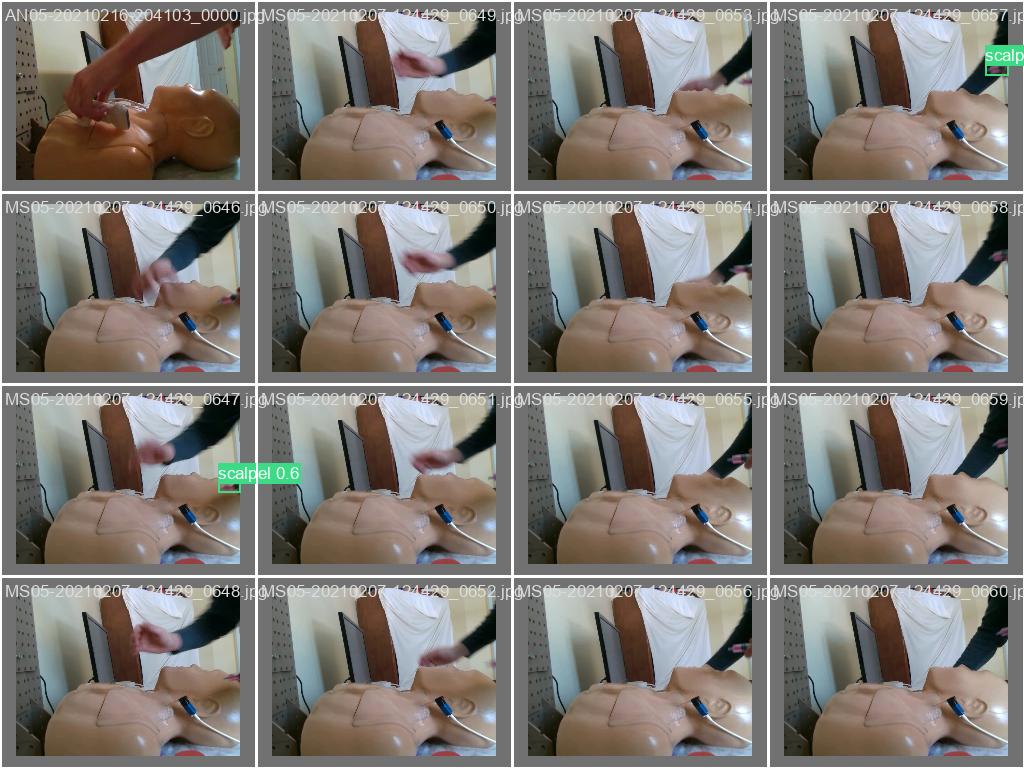 AN05-20210216-204103_0000.jpg
MS05-20210207-124429_0649.jpg
MS05-20210207-124429_0653.jpg
MS05-20210207-124429_0657.jpg
scalp
MS05-20210207-124429_0646.jpg
MS05-20210207-124429_0650.jpg
MS05-20210207-124429_0654.jpg
MS05-20210207-124429_0658.jpg
MS05-20210207-124429_0647.jpg
MS05-20210207-124429_0651.jpg
MS05-20210207-124429_0655.jpg
MS05-20210207-124429_0659.jpg
scalpel 0.6
MS05-20210207-124429_0648.jpg
MS05-20210207-124429_0652.jpg
MS05-20210207-124429_0656.jpg
MS05-20210207-124429_0660.jpg